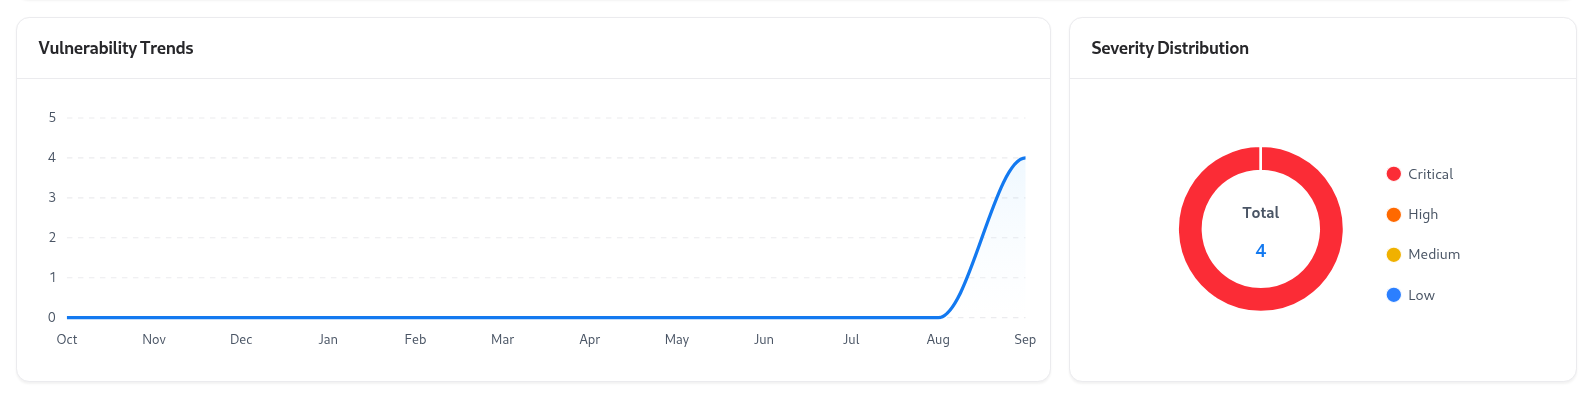 Vulnerability Trends
5
4
3
2
1
0
Oct Nov Dec Jan Feb Mar Apr May Jun Jul Aug Sep
Severity Distribution
Total
4
Critical
High
Medium
Low